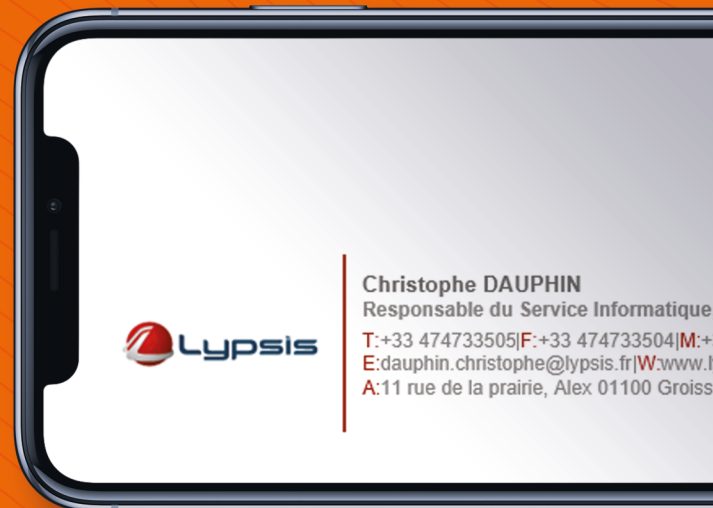 Lypsis
Christophe DAUPHIN
Responsable du Service Informatique
T:+33 474733505|F:+33 474733504|M:+
E:dauphin.christophe@lypsis.fr|W:www.l
A:11 rue de la prairie, Alex 01100 Groiss